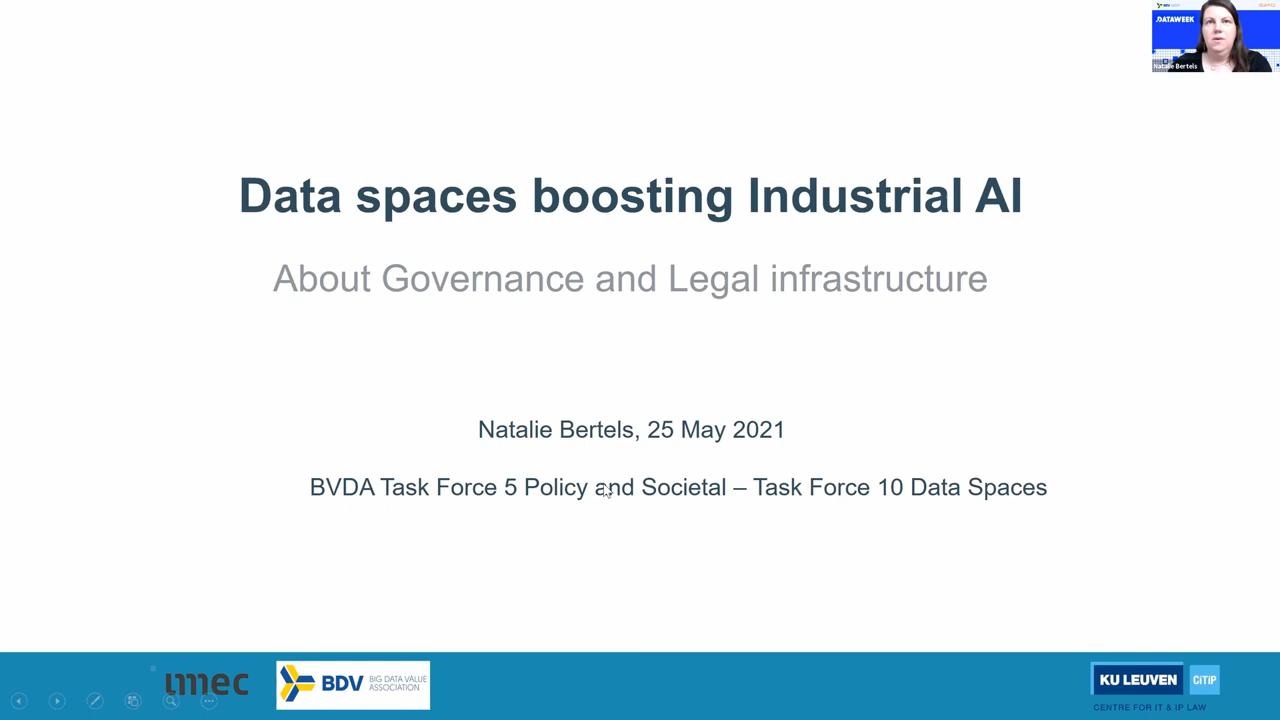 DATAWEEK
Natalie Bertels
Data spaces boosting Industrial AI
About Governance and Legal infrastructure
Natalie Bertels, 25 May 2021
BVDA Task Force 5 Policy and Societal – Task Force 10 Data Spaces
imec
BDV
BIG DATA VALUE
ASSOCIATION
KU LEUVEN
CiTiP
CENTRE FOR IT & IP LAW